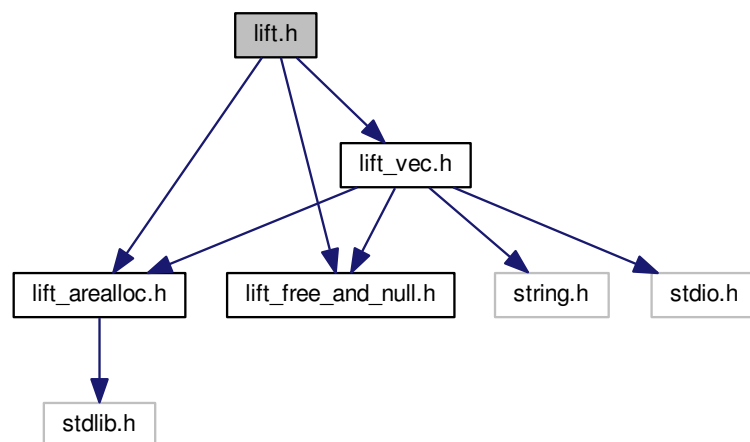 lift.h
lift_vec.h
lift_arealloc.h
lift_free_and_null.h
string.h
stdio.h
stdlib.h